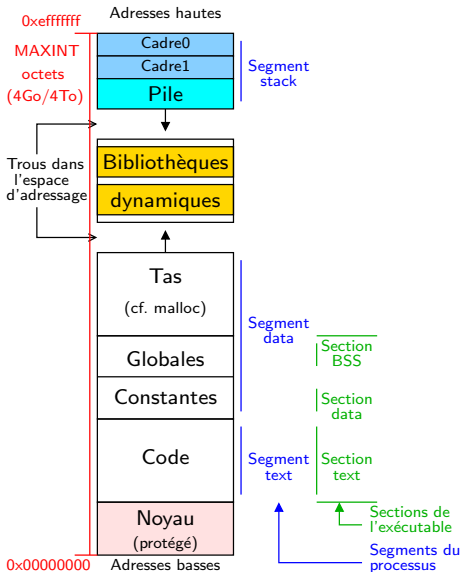 Adresses hautes
0xefffffff
MAXINT
octets
(4Go/4To)
Cadre0
Cadre1
Pile
Segment
stack
Trous dans
l'espace
d'adressage
Bibliothèques
dynamiques
Tas
(cf. malloc)
Globales
Constantes
Segment
data
Section
BSS
Section
data
Code
Segment
text
Section
text
Noyau
(protégé)
Sections de
l'exécutable
Segments du
processus
0x00000000
Adresses basses